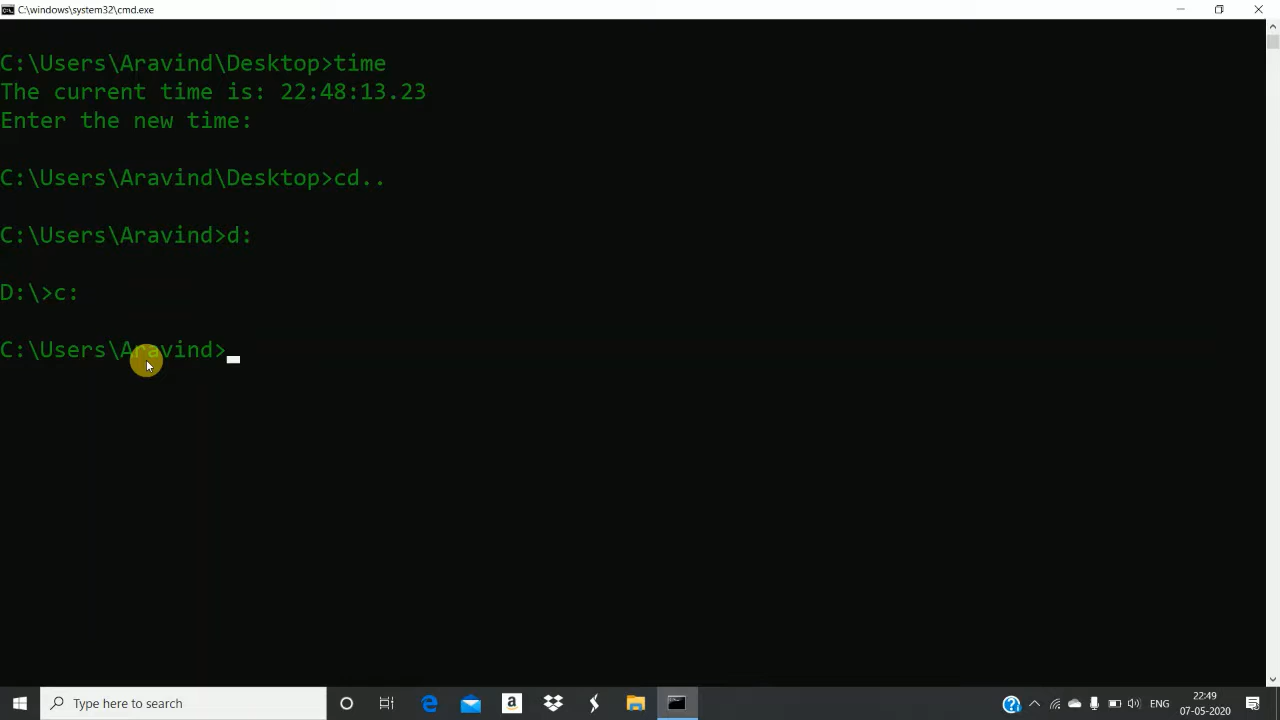 C:\windows\system32\cmd.exe
C:\Users\Aravind\Desktop>time
The current time is: 22:48:13.23
Enter the new time:
C:\Users\Aravind\Desktop>cd..
C:\Users\Aravind>d:
D:\>c:
C:\Users\Aravind>
Type here to search
ENG
22:49
07-05-2020